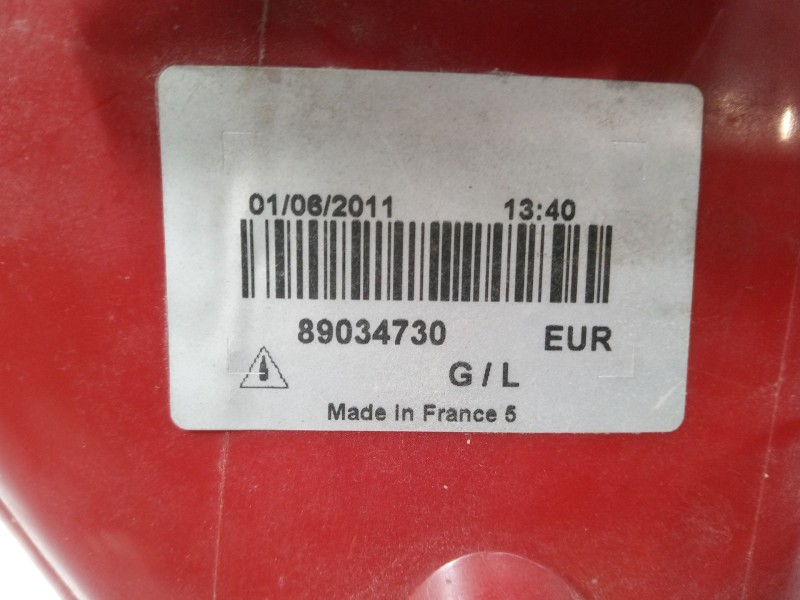 01/06/2011 13:40
89034730 EUR
G / L
Made in France 5